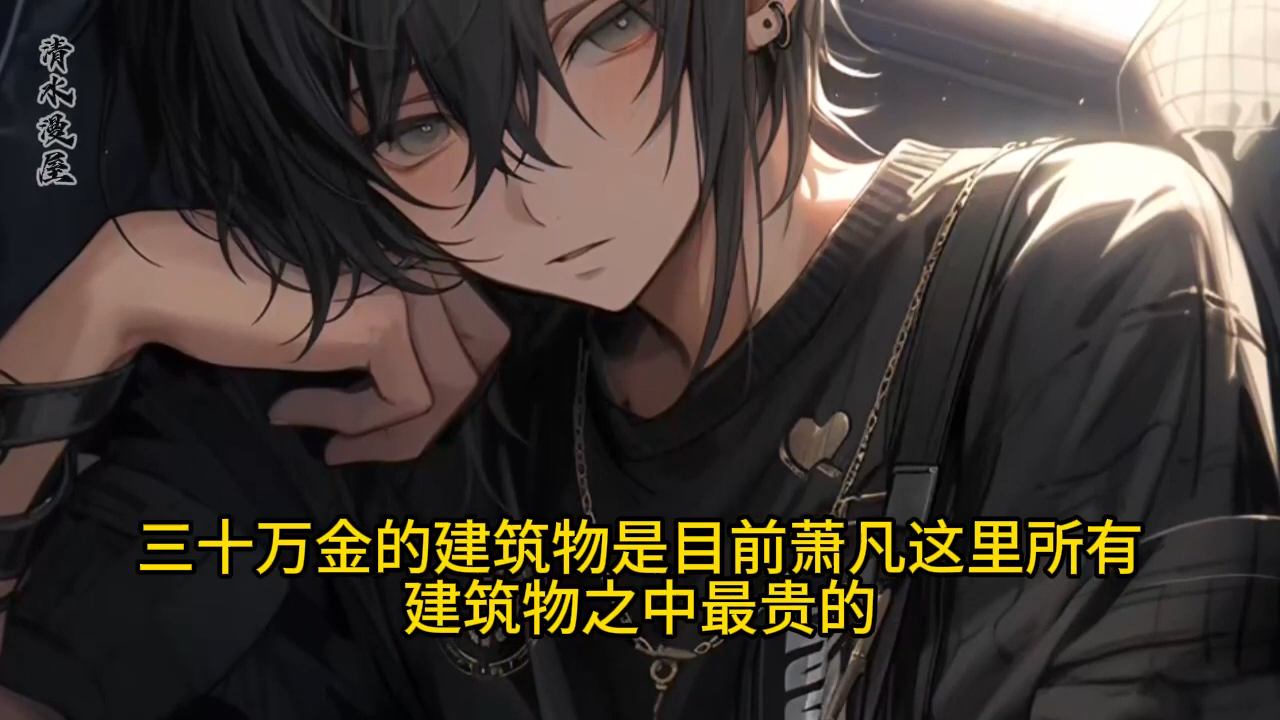 清水漫屋
三十万金的建筑物是目前萧凡这里所有
建筑物之中最贵的